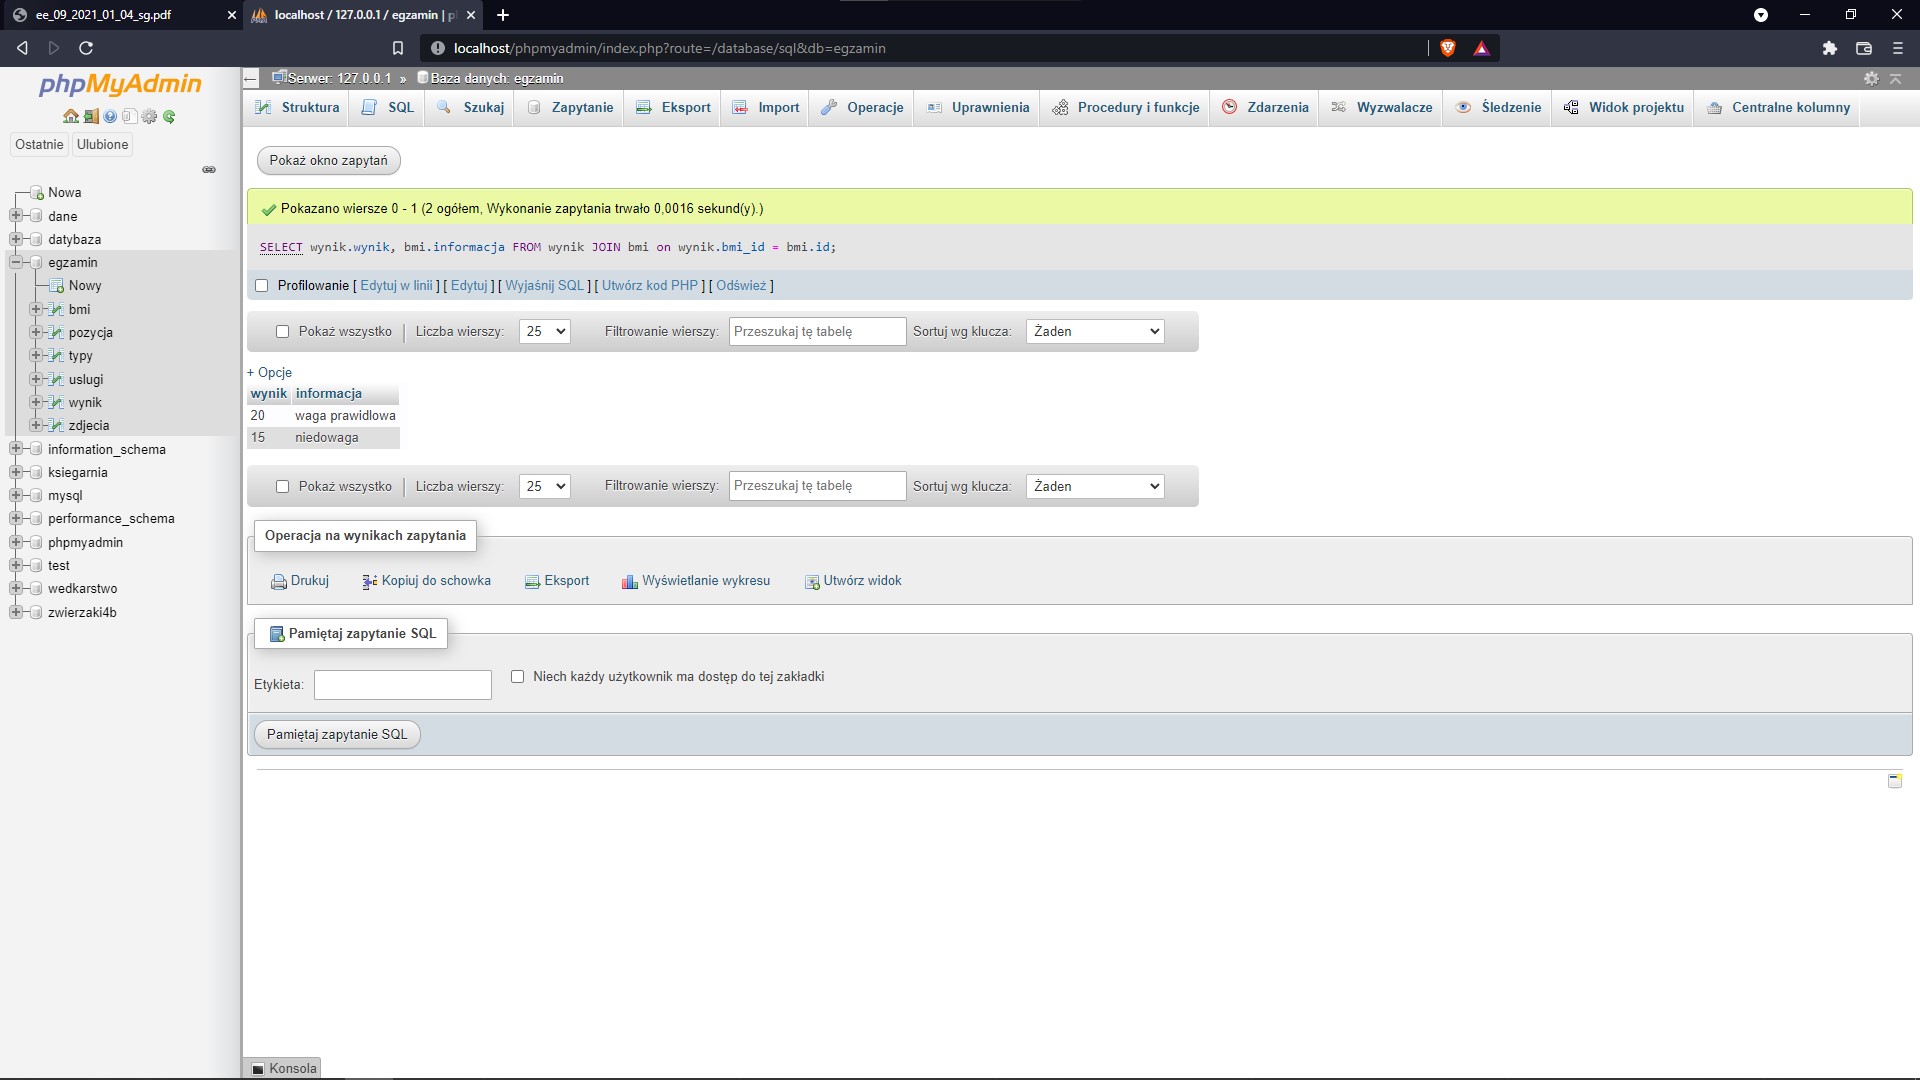 ee_09_2021_01_04_sg.pdf
localhost / 127.0.0.1 / egzamin | p
localhost/phpmyadmin/index.php?route=/database/sql&db=egzamin
phpMyAdmin
Ostatnie
Ulubione
Nowa
dane
datybaza
egzamin
Nowy
bmi
pozycja
typy
uslugi
wynik
zdjecia
information_schema
ksiegarnia
mysql
performance_schema
phpmyadmin
test
wedkarstwo
zwierzaki4b
Serwer: 127.0.0.1 » Baza danych: egzamin
Struktura SQL Szukaj Zapytanie Eksport Import Operacje Uprawnienia Procedury i funkcje Zdarzenia Wyzwalacze Śledzenie Widok projektu Centralne kolumny
Pokaż okno zapytań
Pokazano wiersze 0 - 1 (2 ogółem, Wykonanie zapytania trwało 0,0016 sekund(y).)
SELECT wynik.wynik, bmi.informacja FROM wynik JOIN bmi on wynik.bmi_id = bmi.id;
Profilowanie [ Edytuj w linii ] [ Edytuj ] [ Wyjaśnij SQL ] [ Utwórz kod PHP ] [ Odśwież ]
Pokaż wszystko | Liczba wierszy: 25 Filtrowanie wierszy: Przeszukaj tę tabelę Sortuj wg klucza: Żaden
+ Opcje
wynik informacja
20 waga prawidlowa
15 niedowaga
Pokaż wszystko | Liczba wierszy: 25 Filtrowanie wierszy: Przeszukaj tę tabelę Sortuj wg klucza: Żaden
Operacja na wynikach zapytania
Drukuj Kopiuj do schowka Eksport Wyświetlanie wykresu Utwórz widok
Pamiętaj zapytanie SQL
Etykieta: Niech każdy użytkownik ma dostęp do tej zakładki
Pamiętaj zapytanie SQL
Konsola